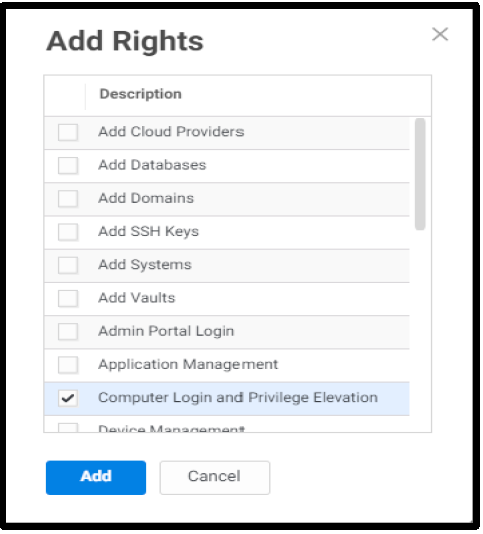 Add Rights
Description
Add Cloud Providers
Add Databases
Add Domains
Add SSH Keys
Add Systems
Add Vaults
Admin Portal Login
Application Management
Computer Login and Privilege Elevation
Device Management
Add
Cancel